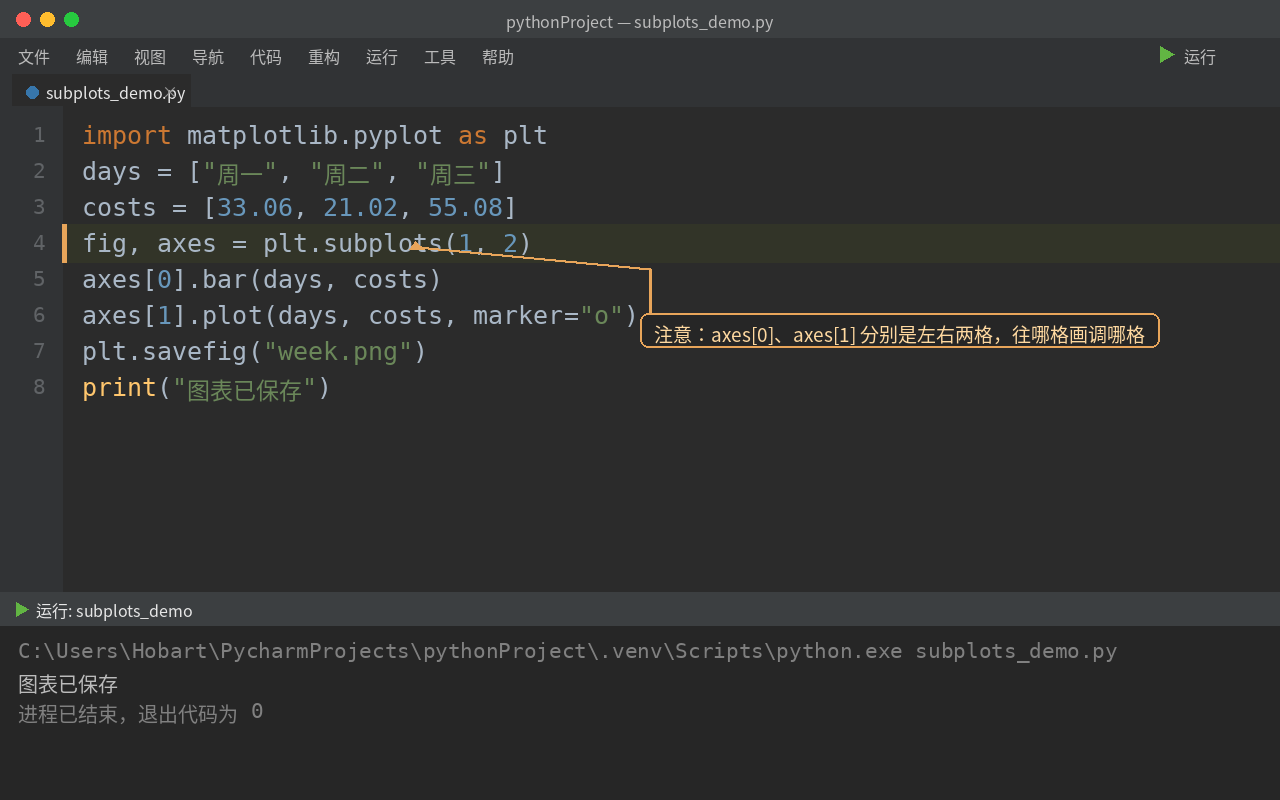 pythonProject — subplots_demo.py
文件 编辑 视图 导航 代码 重构 运行 工具 帮助 运行
subplots_demo.py
1 import matplotlib.pyplot as plt
2 days = ["周一", "周二", "周三"]
3 costs = [33.06, 21.02, 55.08]
4 fig, axes = plt.subplots(1, 2)
5 axes[0].bar(days, costs)
6 axes[1].plot(days, costs, marker="o")
注意：axes[0]、axes[1] 分别是左右两格，往哪格画调哪格
7 plt.savefig("week.png")
8 print("图表已保存")
运行: subplots_demo
C:\Users\Hobart\PycharmProjects\pythonProject\.venv\Scripts\python.exe subplots_demo.py
图表已保存
进程已结束，退出代码为 0